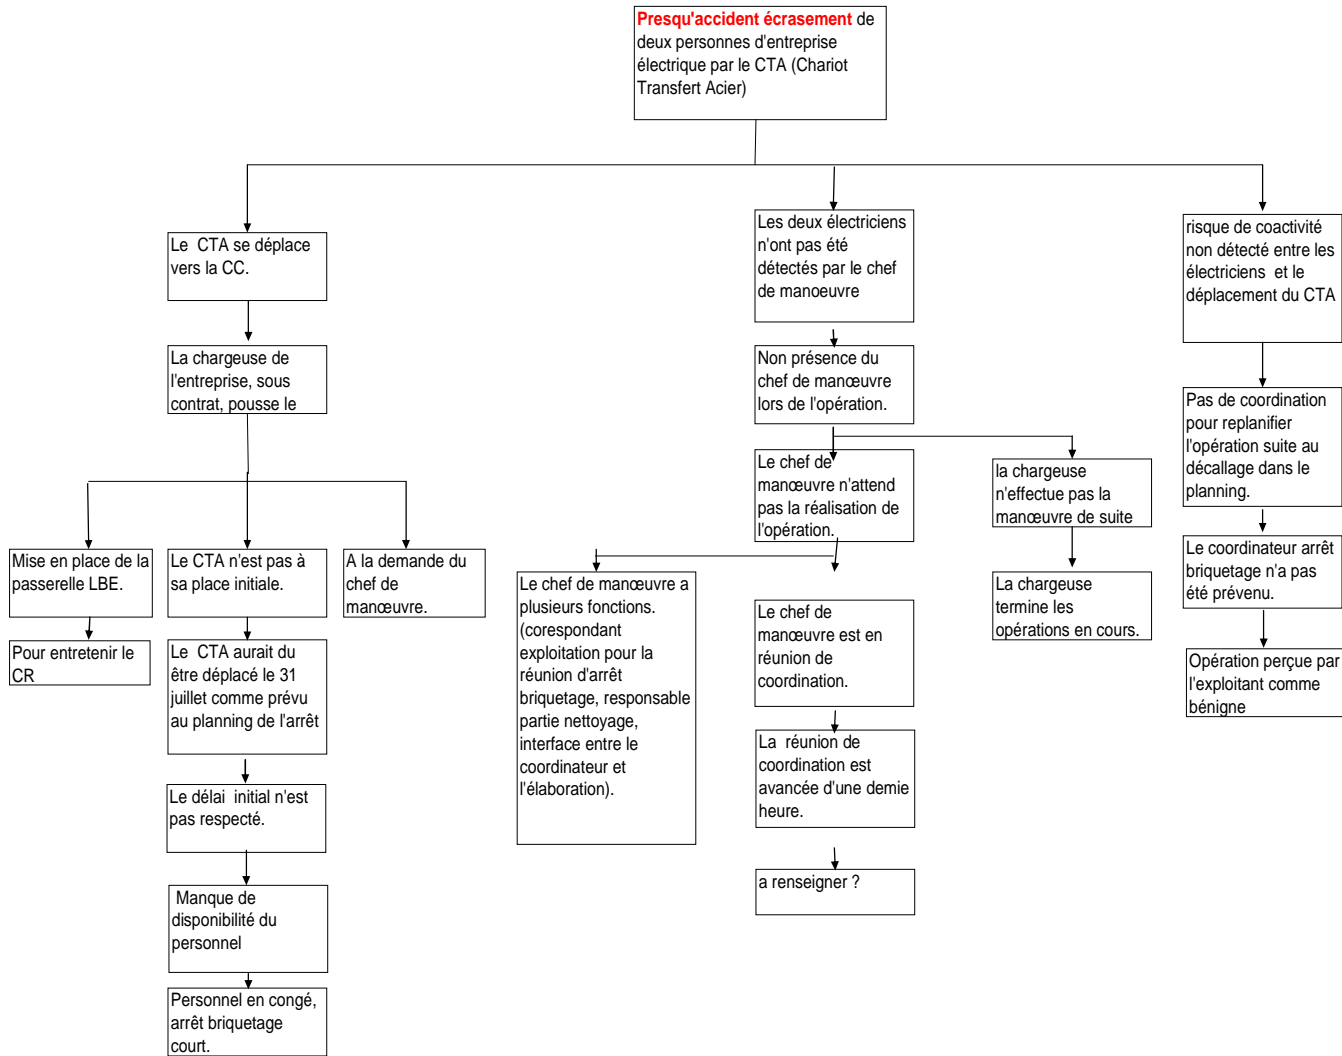 Presqu'accident écrasement de
deux personnes d'entreprise
électrique par le CTA (Chariot
Transfert Acier)
Le  CTA se déplace
vers la CC.
La chargeuse de
l'entreprise, sous
contrat, pousse le
Mise en place de la
passerelle LBE.
Pour entretenir le
CR
Le CTA n'est pas à
sa place initiale.
Le  CTA aurait du
être déplacé le 31
juillet comme prévu
au planning de l'arrêt
Le délai  initial n'est
pas respecté.
Manque de
disponibilité du
personnel
Personnel en congé,
arrêt briquetage
court.
A la demande du
chef de
manœuvre.
Les deux électriciens
n'ont pas été
détectés par le chef
de manoeuvre
Non présence du
chef de manœuvre
lors de l'opération.
Le chef de
manœuvre n'attend
pas la réalisation de
l'opération.
Le chef de manœuvre a
plusieurs fonctions.
(corespondant
exploitation pour la
réunion d'arrêt
briquetage, responsable
partie nettoyage,
interface entre le
coordinateur et
l'élaboration).
Le chef de
manœuvre est en
réunion de
coordination.
La  réunion de
coordination est
avancée d'une demie
heure.
a renseigner ?
la chargeuse
n'effectue pas la
manœuvre de suite
La chargeuse
termine les
opérations en cours.
risque de coactivité
non détecté entre les
électriciens  et le
déplacement du CTA
Pas de coordination
pour replanifier
l'opération suite au
décallage dans le
planning.
Le coordinateur arrêt
briquetage n'a pas
été prévenu.
Opération perçue par
l'exploitant comme
bénigne